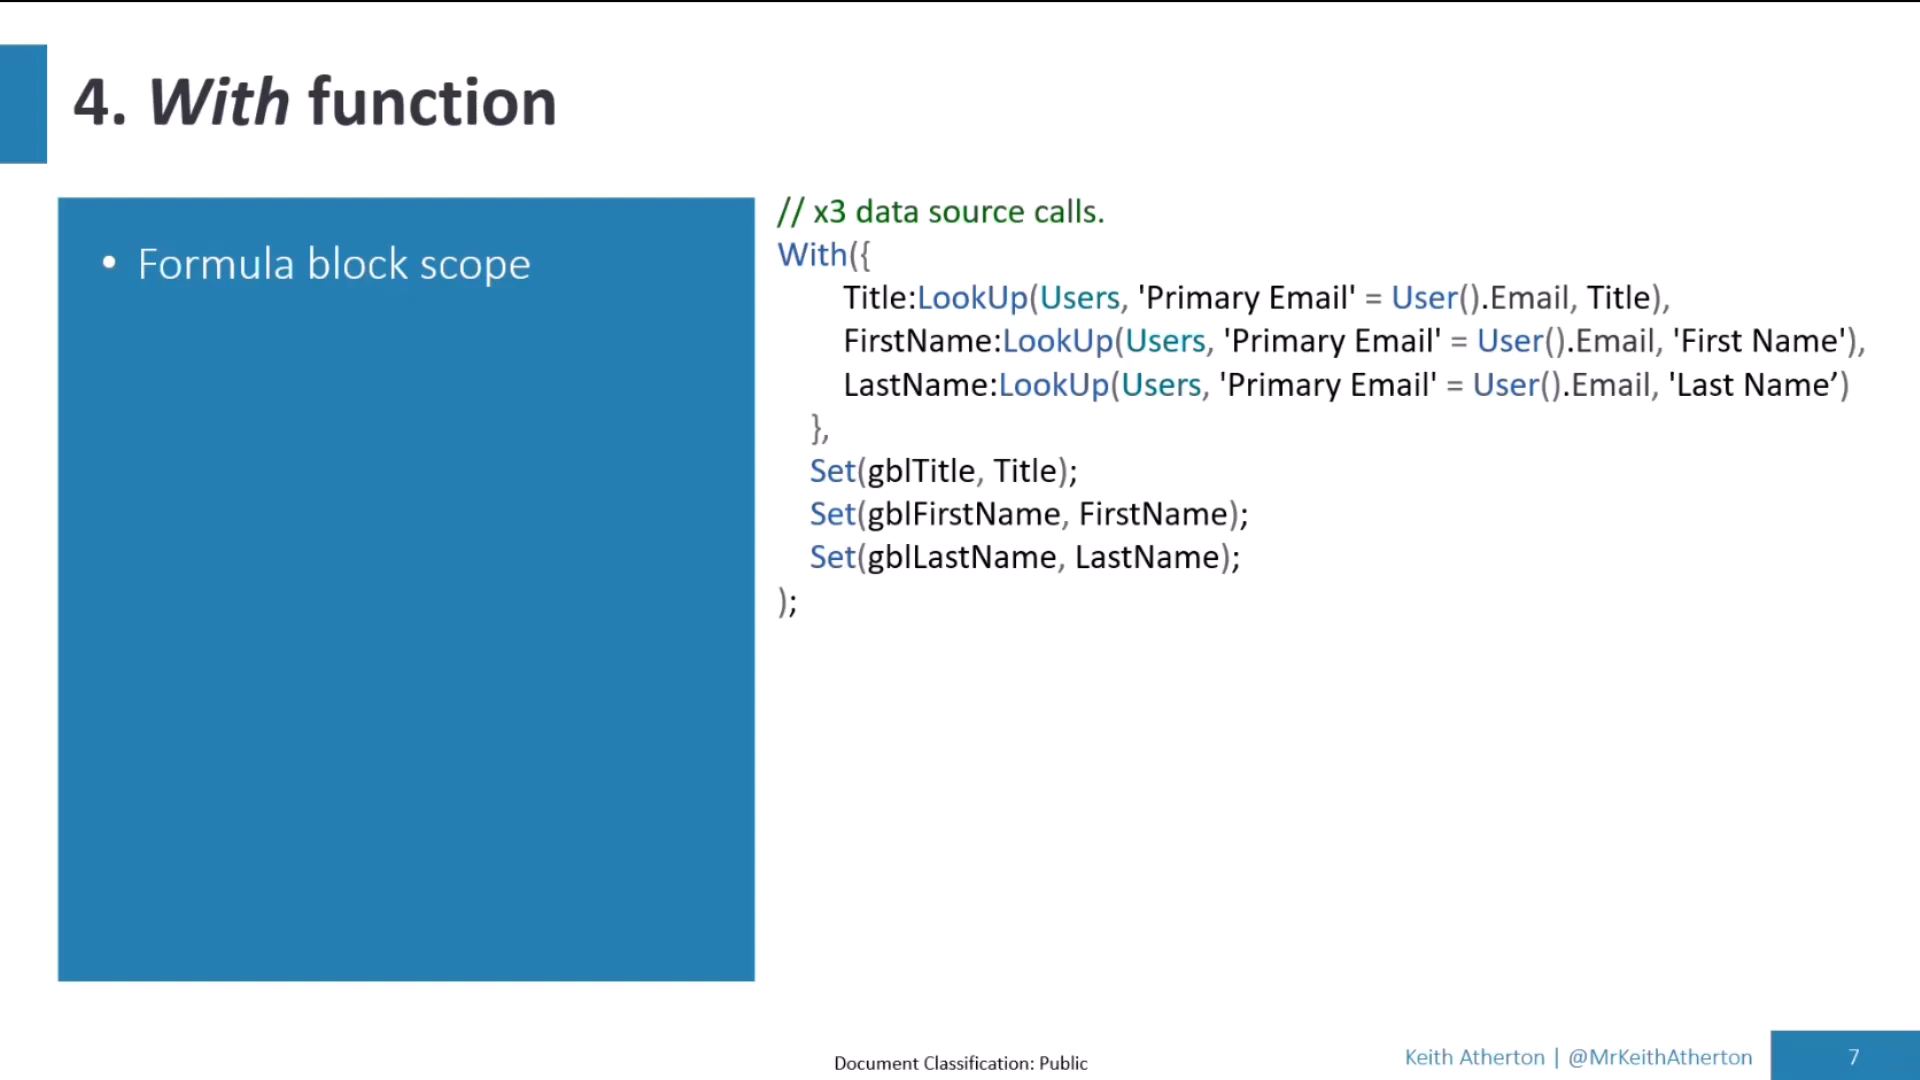 4. With function
• Formula block scope
// x3 data source calls.
With({
Title:LookUp(Users, 'Primary Email' = User().Email, Title),
FirstName:LookUp(Users, 'Primary Email' = User().Email, 'First Name'),
LastName:LookUp(Users, 'Primary Email' = User().Email, 'Last Name’)
},
Set(gblTitle, Title);
Set(gblFirstName, FirstName);
Set(gblLastName, LastName);
);
Document Classification: Public
Keith Atherton | @MrKeithAtherton
7